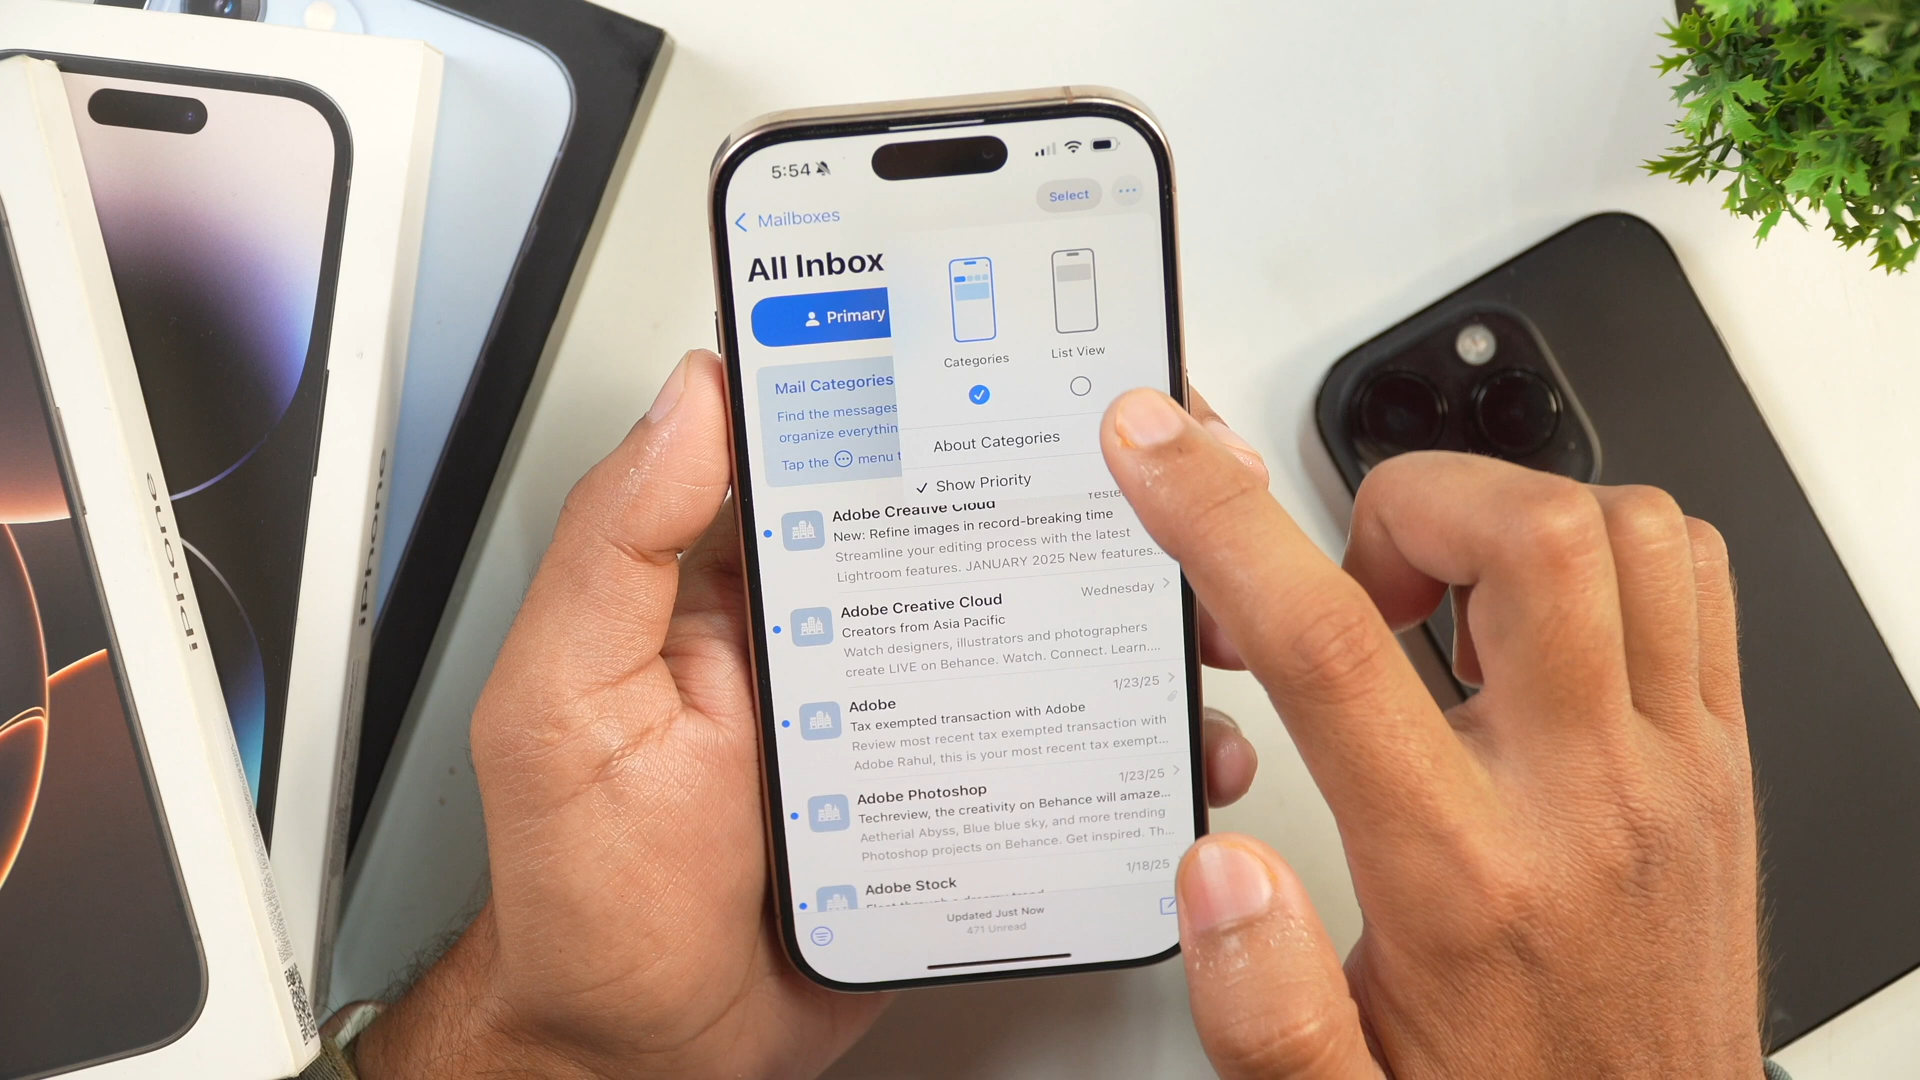 5:54
Select
Mailboxes
All Inbox
Primary
Categories
List View
Mail Categories
Find the messages
organize everythin
Tap the menu t
About Categories
✓ Show Priority
Adobe Creative Cloud
Yeste
New: Refine images in record-breaking time
Streamline your editing process with the latest
Lightroom features. JANUARY 2025 New features...
Adobe Creative Cloud
Wednesday
Creators from Asia Pacific
Watch designers, illustrators and photographers
create LIVE on Behance. Watch. Connect. Learn....
Adobe
1/23/25
Tax exempted transaction with Adobe
Review most recent tax exempted transaction with
Adobe Rahul, this is your most recent tax exempt...
Adobe Photoshop
1/23/25
Techreview, the creativity on Behance will amaze...
Aetherial Abyss, Blue blue sky, and more trending
Photoshop projects on Behance. Get inspired. Th...
Adobe Stock
1/18/25
Updated Just Now
471 Unread
iPhone
iPhone